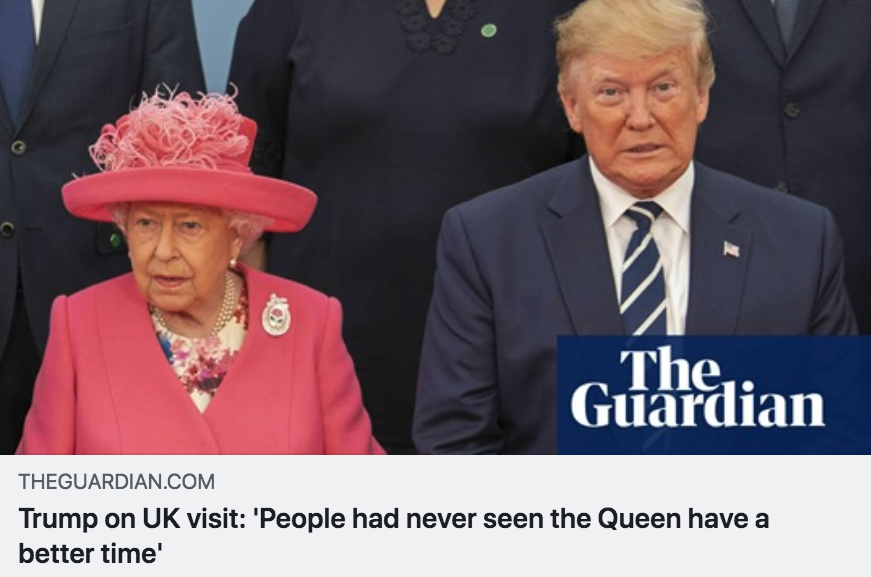 The
Guardian
THEGUARDIAN.COM
Trump on UK visit: 'People had never seen the Queen have a
better time'